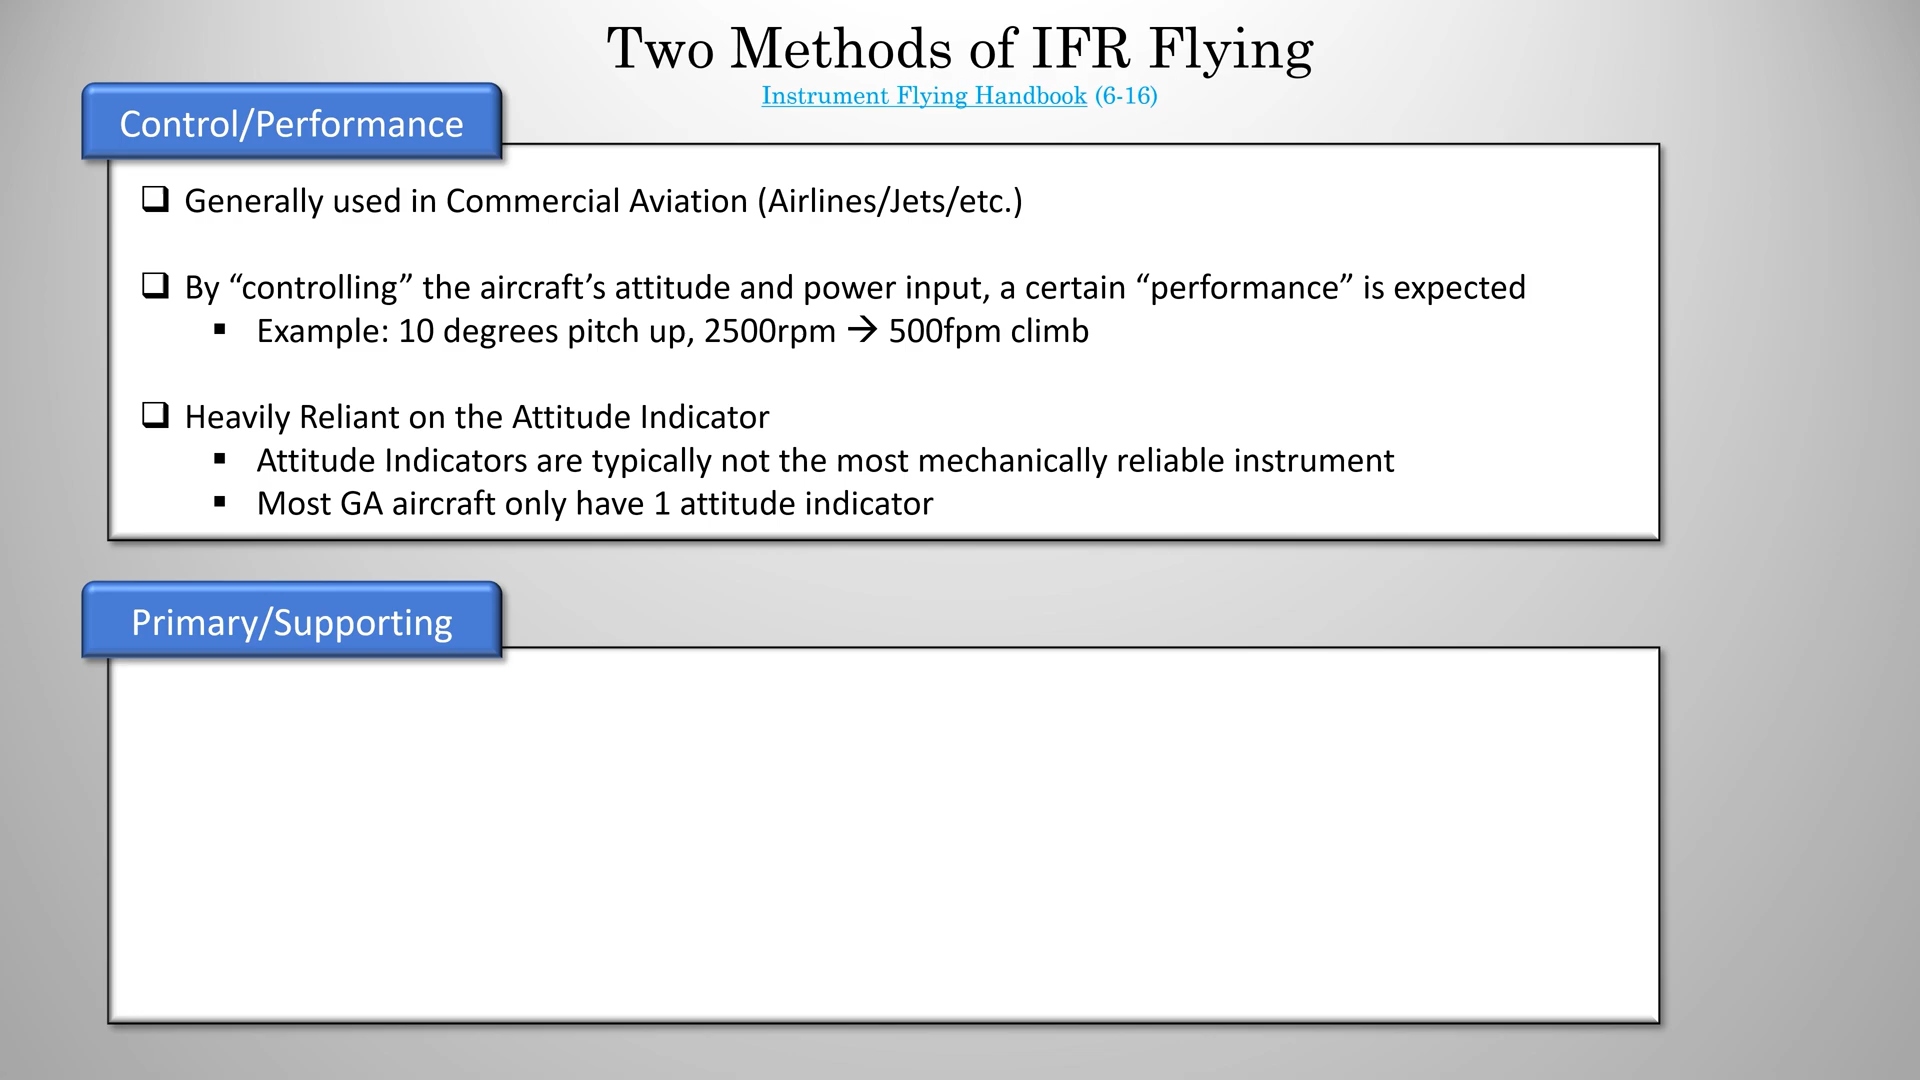 Two Methods of IFR Flying
Instrument Flying Handbook (6-16)
Control/Performance
❑ Generally used in Commercial Aviation (Airlines/Jets/etc.)
❑ By “controlling” the aircraft’s attitude and power input, a certain “performance” is expected
▪ Example: 10 degrees pitch up, 2500rpm → 500fpm climb
❑ Heavily Reliant on the Attitude Indicator
▪ Attitude Indicators are typically not the most mechanically reliable instrument
▪ Most GA aircraft only have 1 attitude indicator
Primary/Supporting